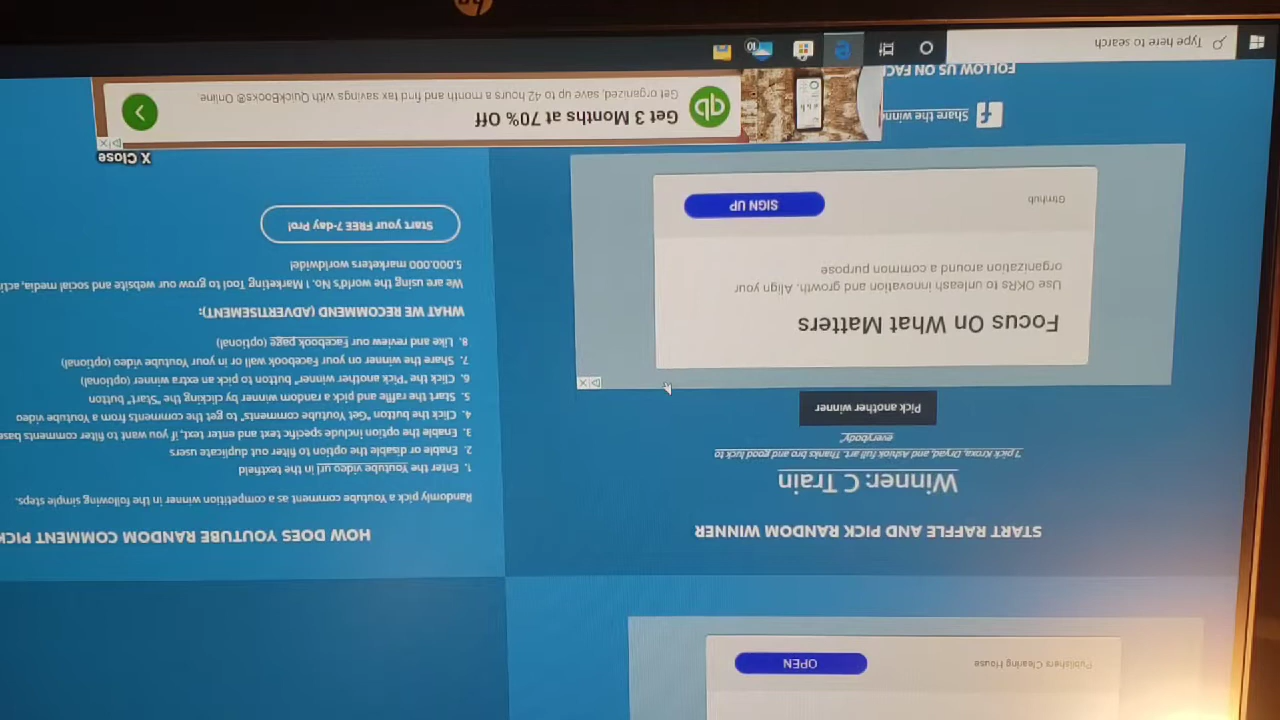 Publishers Clearing House
OPEN
START RAFFLE AND PICK RANDOM WINNER
Winner: C Train
"I pick Kroxa, Dryad, and Ashiok full art. Thanks bro and good luck to
everybody"
Pick another winner
Focus On What Matters
Use OKRs to unleash innovation and growth. Align your
organization around a common purpose
Gtmhub
SIGN UP
Share the winne
FOLLOW US ON FAC
HOW DOES YOUTUBE RANDOM COMMENT PICK
Randomly pick a Youtube comment as a competition winner in the following simple steps.
1. Enter the Youtube video url in the textfield
2. Enable or disable the option to filter out duplicate users
3. Enable the option include specific text and enter text, if you want to filter comments base
4. Click the button "Get Youtube comments" to get the comments from a Youtube video
5. Start the raffle and pick a random winner by clicking the "Start" button
6. Click the "Pick another winner" button to pick an extra winner (optional)
7. Share the winner on your Facebook wall or in your Youtube video (optional)
8. Like and review our Facebook page (optional)
WHAT WE RECOMMEND (ADVERTISEMENT):
We are using the world's No. 1 Marketing Tool to grow our website and social media, acti
5.000.000 marketers worldwide!
Start your FREE 7-day Pro!
X Close
qb
Get 3 Months at 70% Off
Get organized, save up to 42 hours a month and find tax savings with QuickBooks® Online.
Type here to search
10
hp